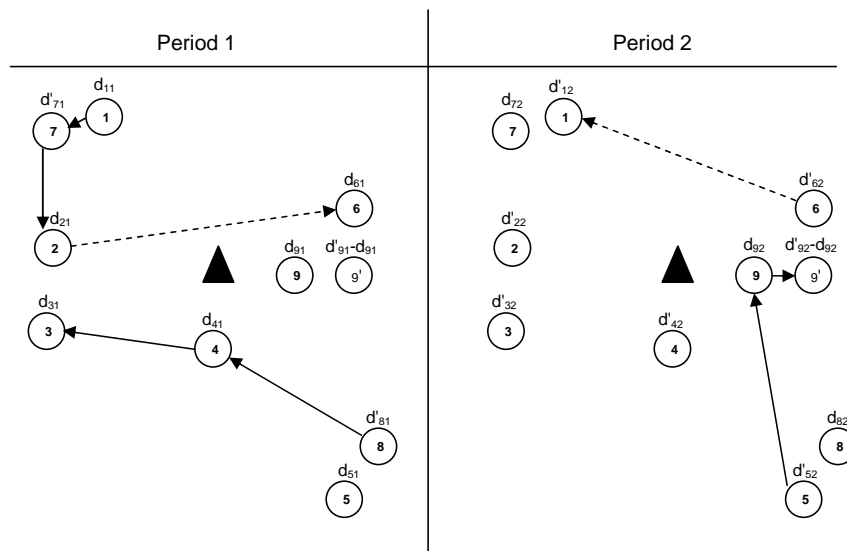 Period 1
Period 2
d11
d'71
1
7
d61
6
d21
2
d91
d'91-d91
9
9'
d31
3
d41
4
d'81
8
d51
5
d'12
d72
1
7
d'62
6
d'22
2
d92
d'92-d92
9
9'
d'32
3
d'42
4
d82
8
d'52
5